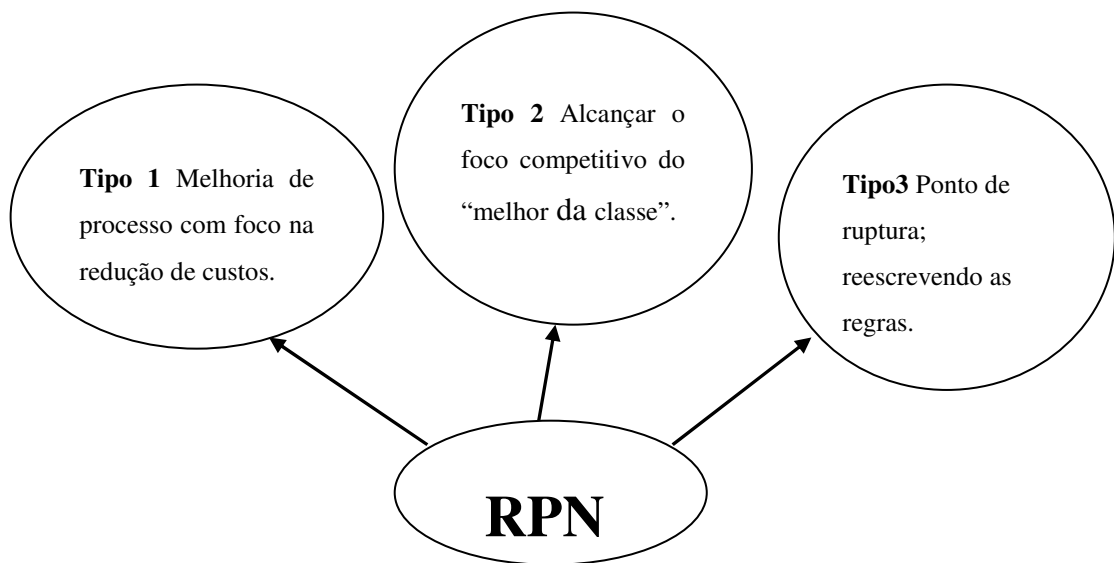 Tipo 1 Melhoria de
processo com foco na
redução de custos.
Tipo 2 Alcançar o
foco competitivo do
“melhor da classe”.
Tipo3 Ponto de
ruptura;
reescrevendo as
regras.
RPN